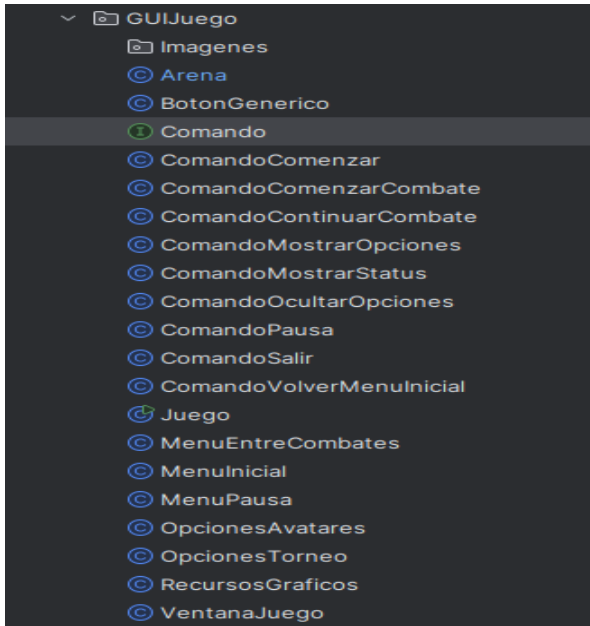 GUIJuego
Imagenes
Arena
BotonGenerico
Comando
ComandoComenzar
ComandoComenzarCombate
ComandoContinuarCombate
ComandoMostrarOpciones
ComandoMostrarStatus
ComandoOcultarOpciones
ComandoPausa
ComandoSalir
ComandoVolverMenuInicial
Juego
MenuEntreCombates
MenuInicial
MenuPausa
OpcionesAvatares
OpcionesTorneo
RecursosGraficos
VentanaJuego